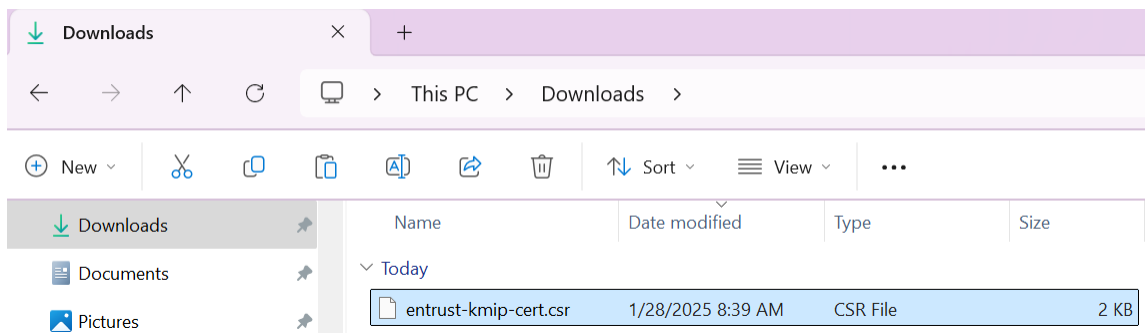 Downloads
This PC > Downloads >
New Sort View
Downloads
Documents
Pictures
Name Date modified Type Size
Today
entrust-kmip-cert.csr 1/28/2025 8:39 AM CSR File 2 KB